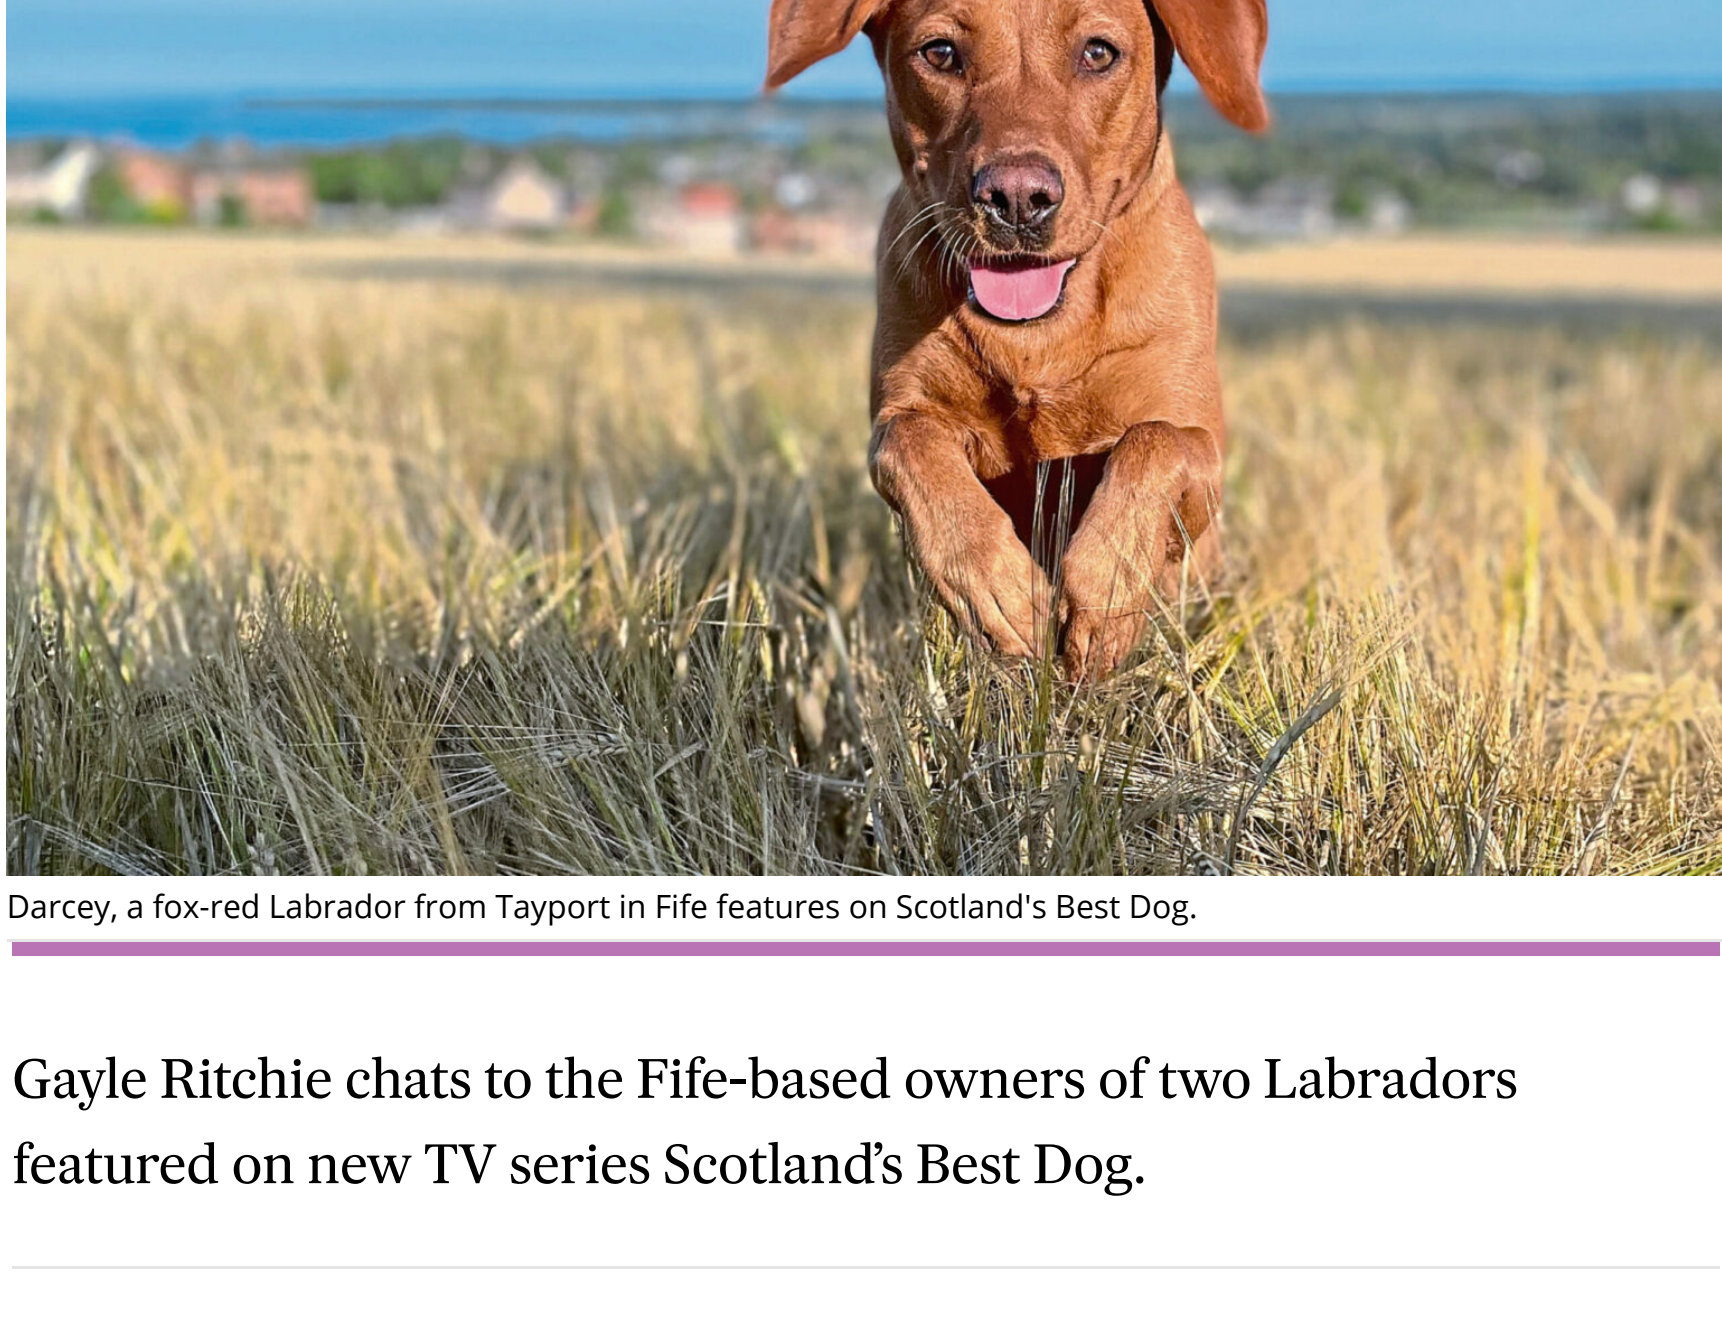 Darcey, a fox-red Labrador from Tayport in Fife features on Scotland's Best Dog.
Gayle Ritchie chats to the Fife-based owners of two Labradors
featured on new TV series Scotland’s Best Dog.